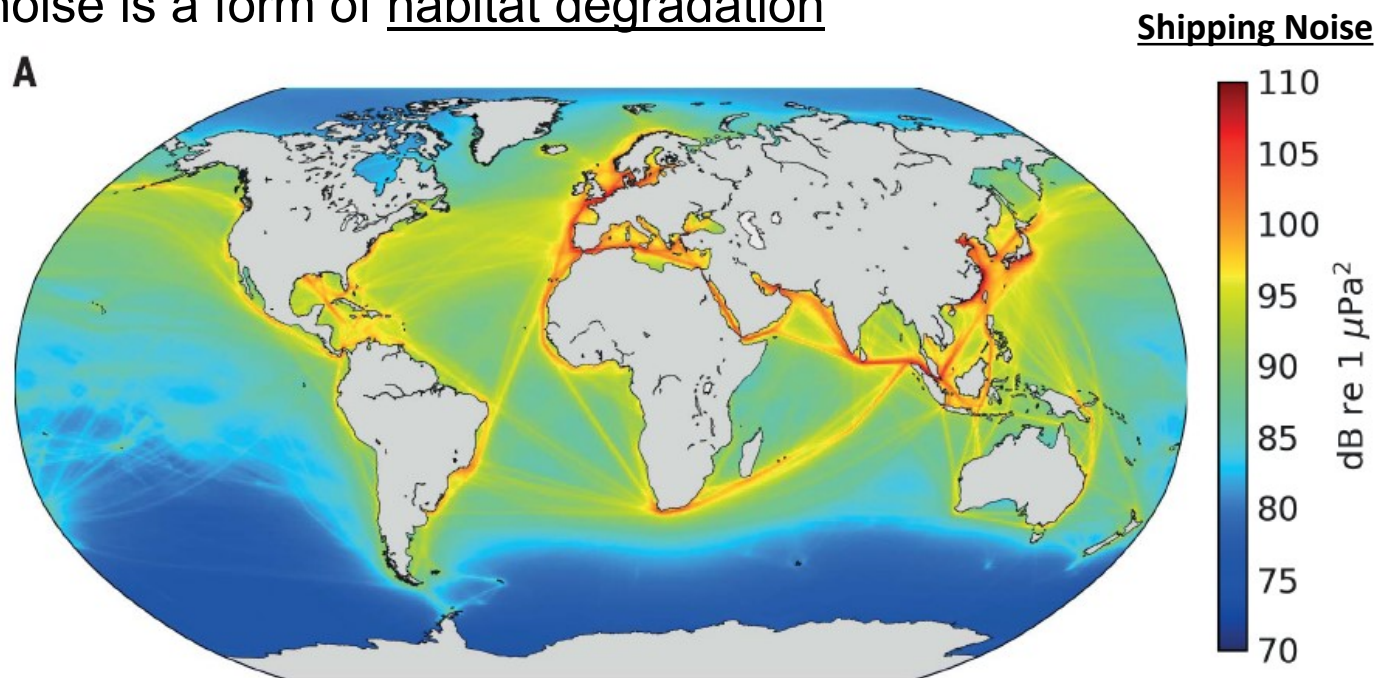 noise is a form of habitat degradation
Shipping Noise
A
110
105
100
95
90
85
80
75
70
dB re 1 μPa²